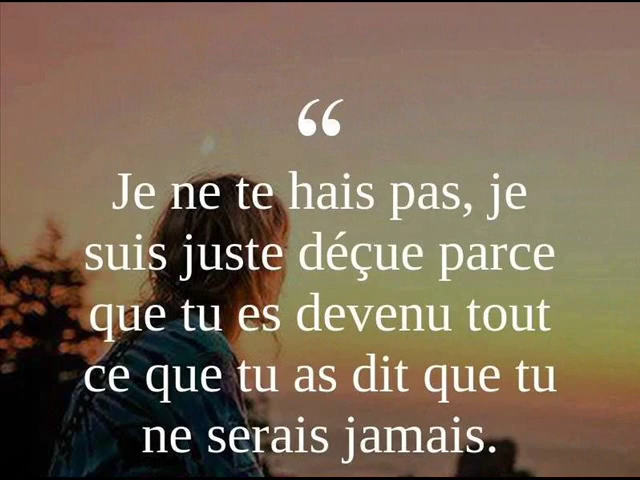 “
Je ne te hais pas, je
suis juste déçue parce
que tu es devenu tout
ce que tu as dit que tu
ne serais jamais.